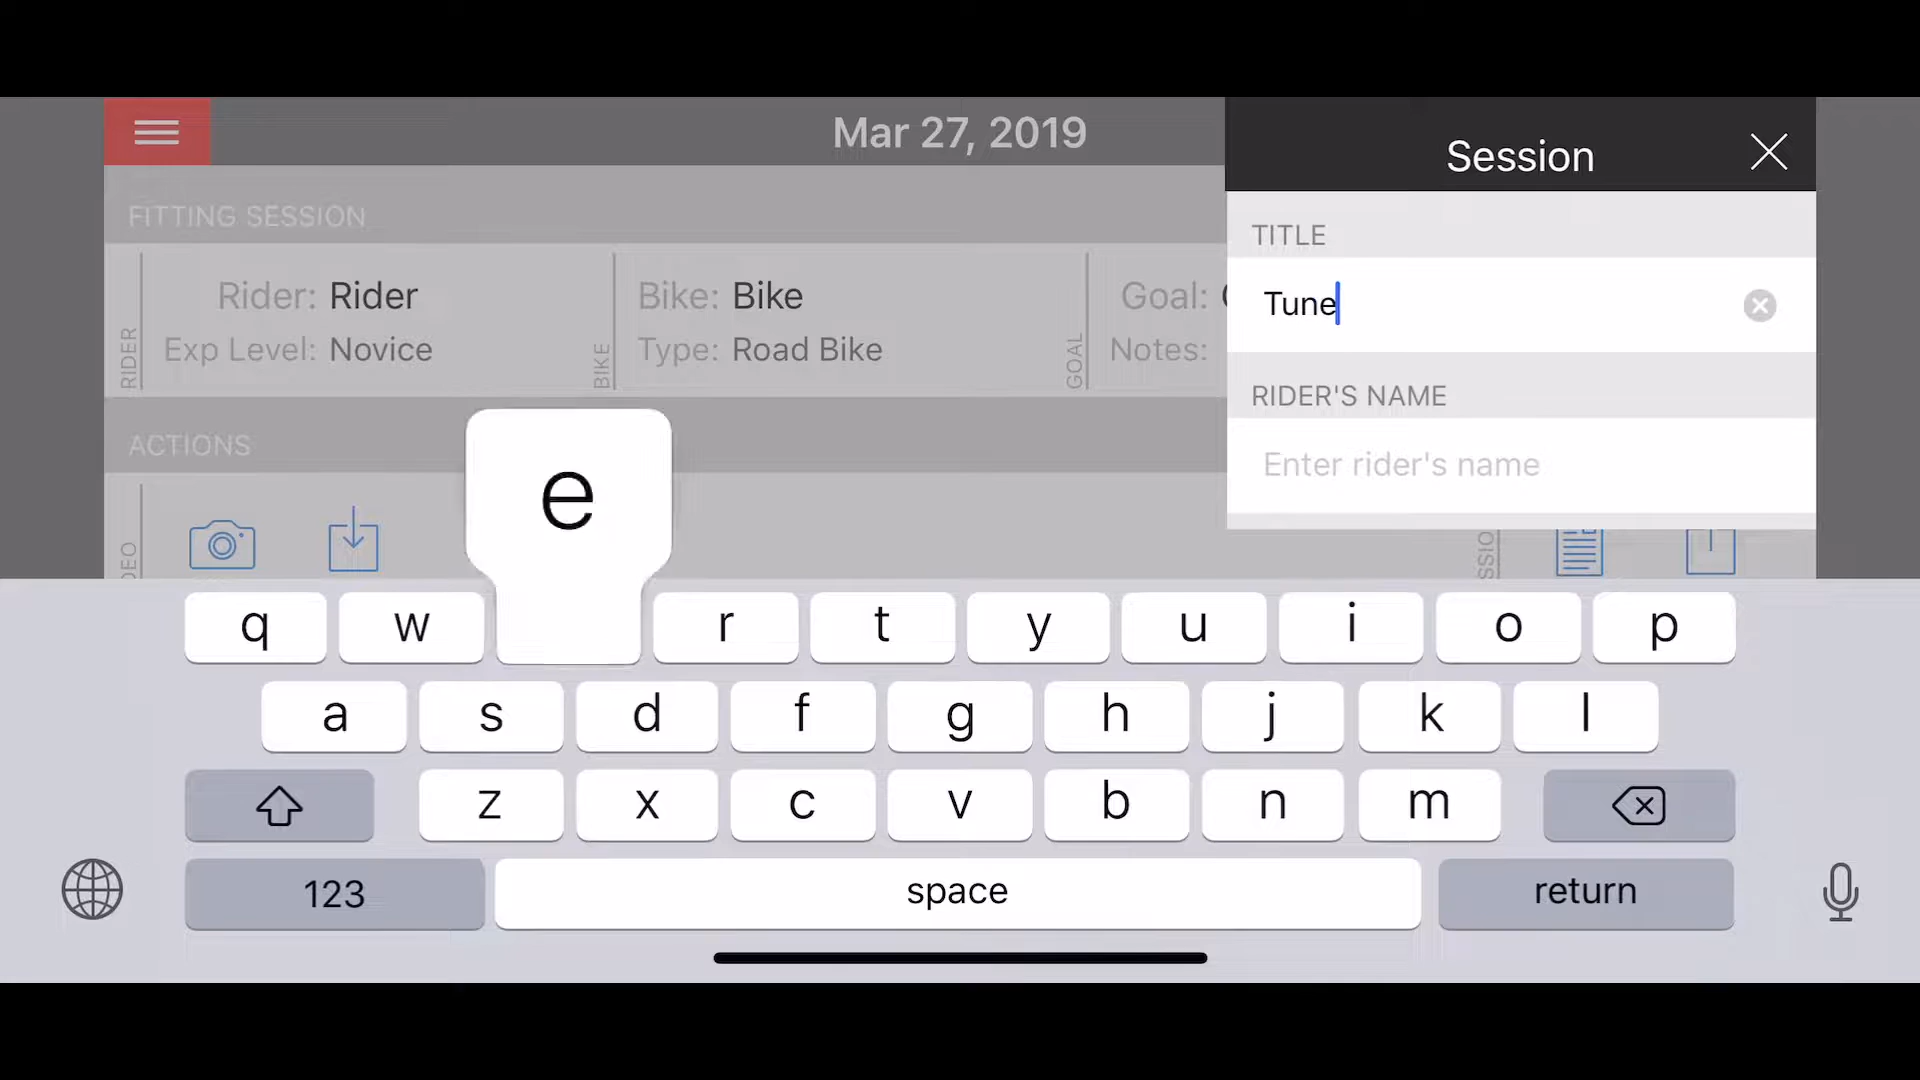 Mar 27, 2019
Session
FITTING SESSION
TITLE
Rider: Rider
Bike: Bike
Goal:
Tune
Exp Level: Novice
Type: Road Bike
Notes:
RIDER
BIKE
GOAL
RIDER'S NAME
Enter rider's name
ACTIONS
e
q w r t y u i o p
a s d f g h j k l
z x c v b n m
123 space return